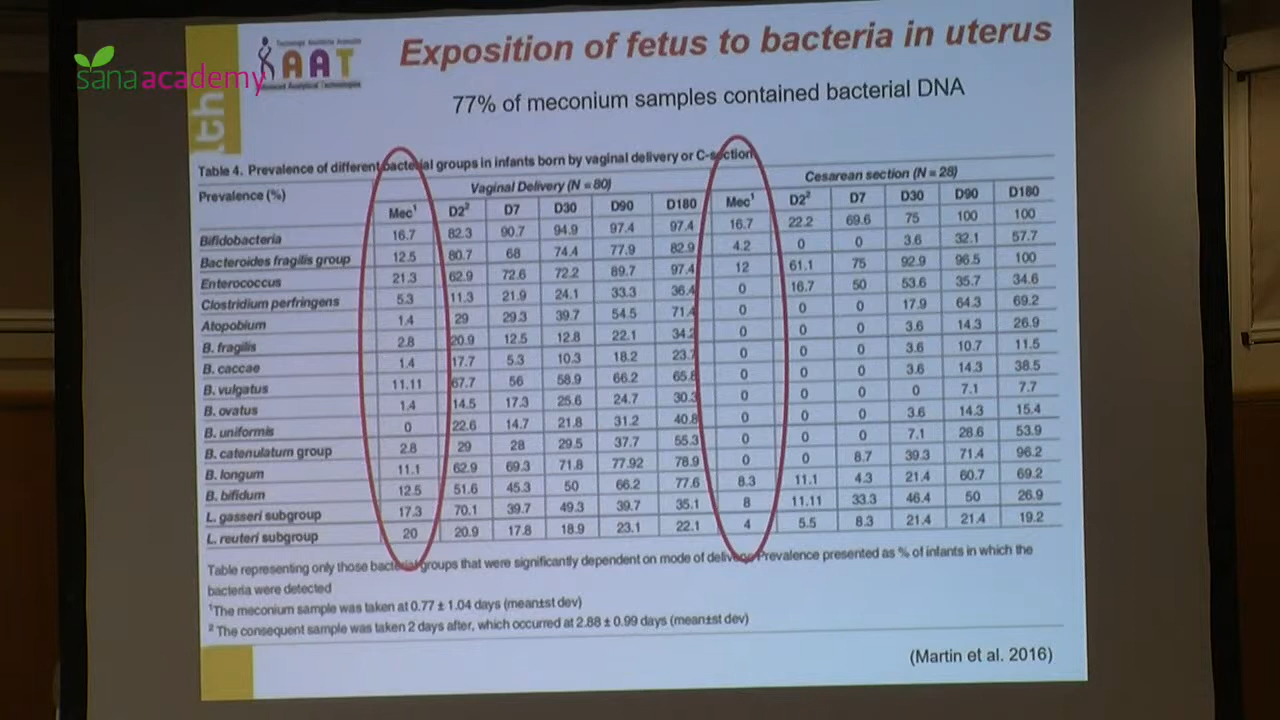 sanaacademy
AAT
Exposition of fetus to bacteria in uterus
77% of meconium samples contained bacterial DNA
Table 4. Prevalence of different bacterial groups in infants born by vaginal delivery or C-section
Prevalence (%) Vaginal Delivery (N = 80) Cesarean section (N = 28)
Mec¹ D2² D7 D30 D90 D180 Mec¹ D2² D7 D30 D90 D180
Bifidobacteria 16.7 82.3 90.7 94.9 97.4 97.4 16.7 22.2 69.6 75 100 100
Bacteroides fragilis group 12.5 80.7 68 74.4 77.9 82.9 4.2 0 0 3.6 32.1 57.7
Enterococcus 21.3 62.9 72.6 72.2 89.7 97.4 12 61.1 75 92.9 96.5 100
Clostridium perfringens 5.3 11.3 21.9 24.1 33.3 36.4 0 16.7 50 53.6 35.7 34.6
Atopobium 1.4 29 29.3 39.7 54.5 71.4 0 0 0 17.9 64.3 69.2
B. fragilis 2.8 20.9 12.5 12.8 22.1 34.2 0 0 0 3.6 14.3 26.9
B. caccae 1.4 17.7 5.3 10.3 18.2 23.7 0 0 0 3.6 10.7 11.5
B. vulgatus 11.11 67.7 56 58.9 66.2 65.8 0 0 0 3.6 14.3 38.5
B. ovatus 1.4 14.5 17.3 25.6 24.7 30.3 0 0 0 0 7.1 7.7
B. uniformis 0 22.6 14.7 21.8 31.2 40.8 0 0 0 3.6 14.3 15.4
B. catenulatum group 2.8 29 28 29.5 37.7 55.3 0 0 0 7.1 28.6 53.9
B. longum 11.1 62.9 69.3 71.8 77.92 78.9 0 0 8.7 39.3 71.4 96.2
B. bifidum 12.5 51.6 45.3 50 66.2 77.6 8.3 11.1 4.3 21.4 60.7 69.2
L. gasseri subgroup 17.3 70.1 39.7 49.3 39.7 35.1 8 11.11 33.3 46.4 50 26.9
L. reuteri subgroup 20 20.9 17.8 18.9 23.1 22.1 4 5.5 8.3 21.4 21.4 19.2
Table representing only those bacterial groups that were significantly dependent on mode of delivery Prevalence presented as % of infants in which the
bacteria were detected
¹The meconium sample was taken at 0.77 ± 1.04 days (mean±st dev)
² The consequent sample was taken 2 days after, which occurred at 2.88 ± 0.99 days (mean±st dev)
(Martin et al. 2016)